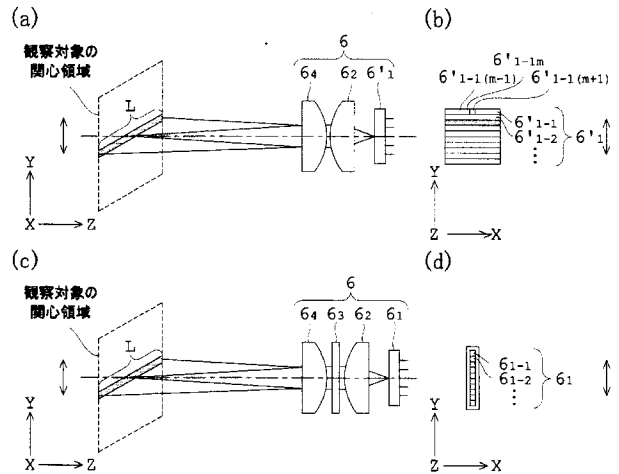 (a)
観察対象の
関心領域
L
6
6₄
6₂
6'₁
Y
X
Z
(b)
6'₁₋₁ₘ
6'₁₋₁₍ₘ₋₁₎
6'₁₋₁₍ₘ₊₁₎
6'₁₋₁
6'₁₋₂
⋮
6'₁
Y
Z
X
(c)
観察対象の
関心領域
L
6
6₄
6₃
6₂
6₁
Y
X
Z
(d)
6₁₋₁
6₁₋₂
⋮
6₁
Y
Z
X